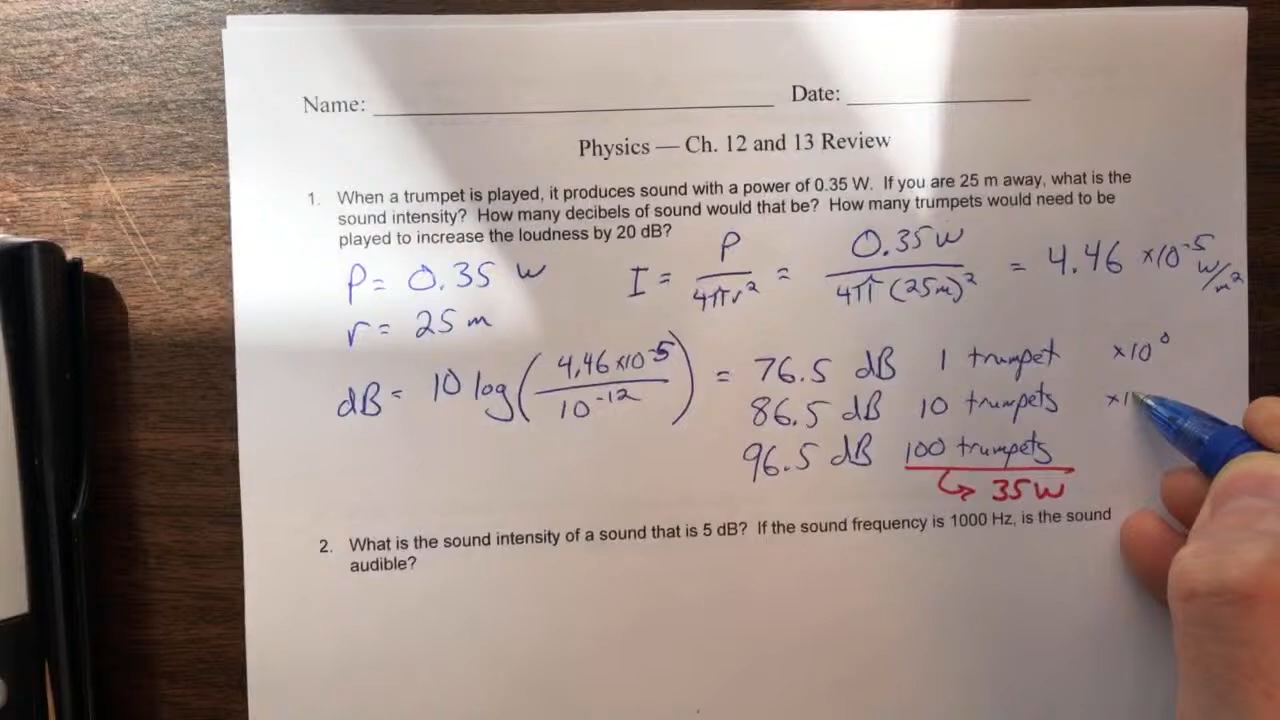 Name: ____________ Date: ____________
Physics — Ch. 12 and 13 Review
1. When a trumpet is played, it produces sound with a power of 0.35 W. If you are 25 m away, what is the
sound intensity? How many decibels of sound would that be? How many trumpets would need to be
played to increase the loudness by 20 dB?
P = 0.35 W I = P/4πr² = 0.35 W/4π(25m)² = 4.46 ×10⁻⁵ W/m²
r = 25 m
dB = 10 log(4.46×10⁻⁵/10⁻¹²) = 76.5 dB 1 trumpet ×10⁰
86.5 dB 10 trumpets ×1
96.5 dB 100 trumpets
↳ 35 W
2. What is the sound intensity of a sound that is 5 dB? If the sound frequency is 1000 Hz, is the sound
audible?